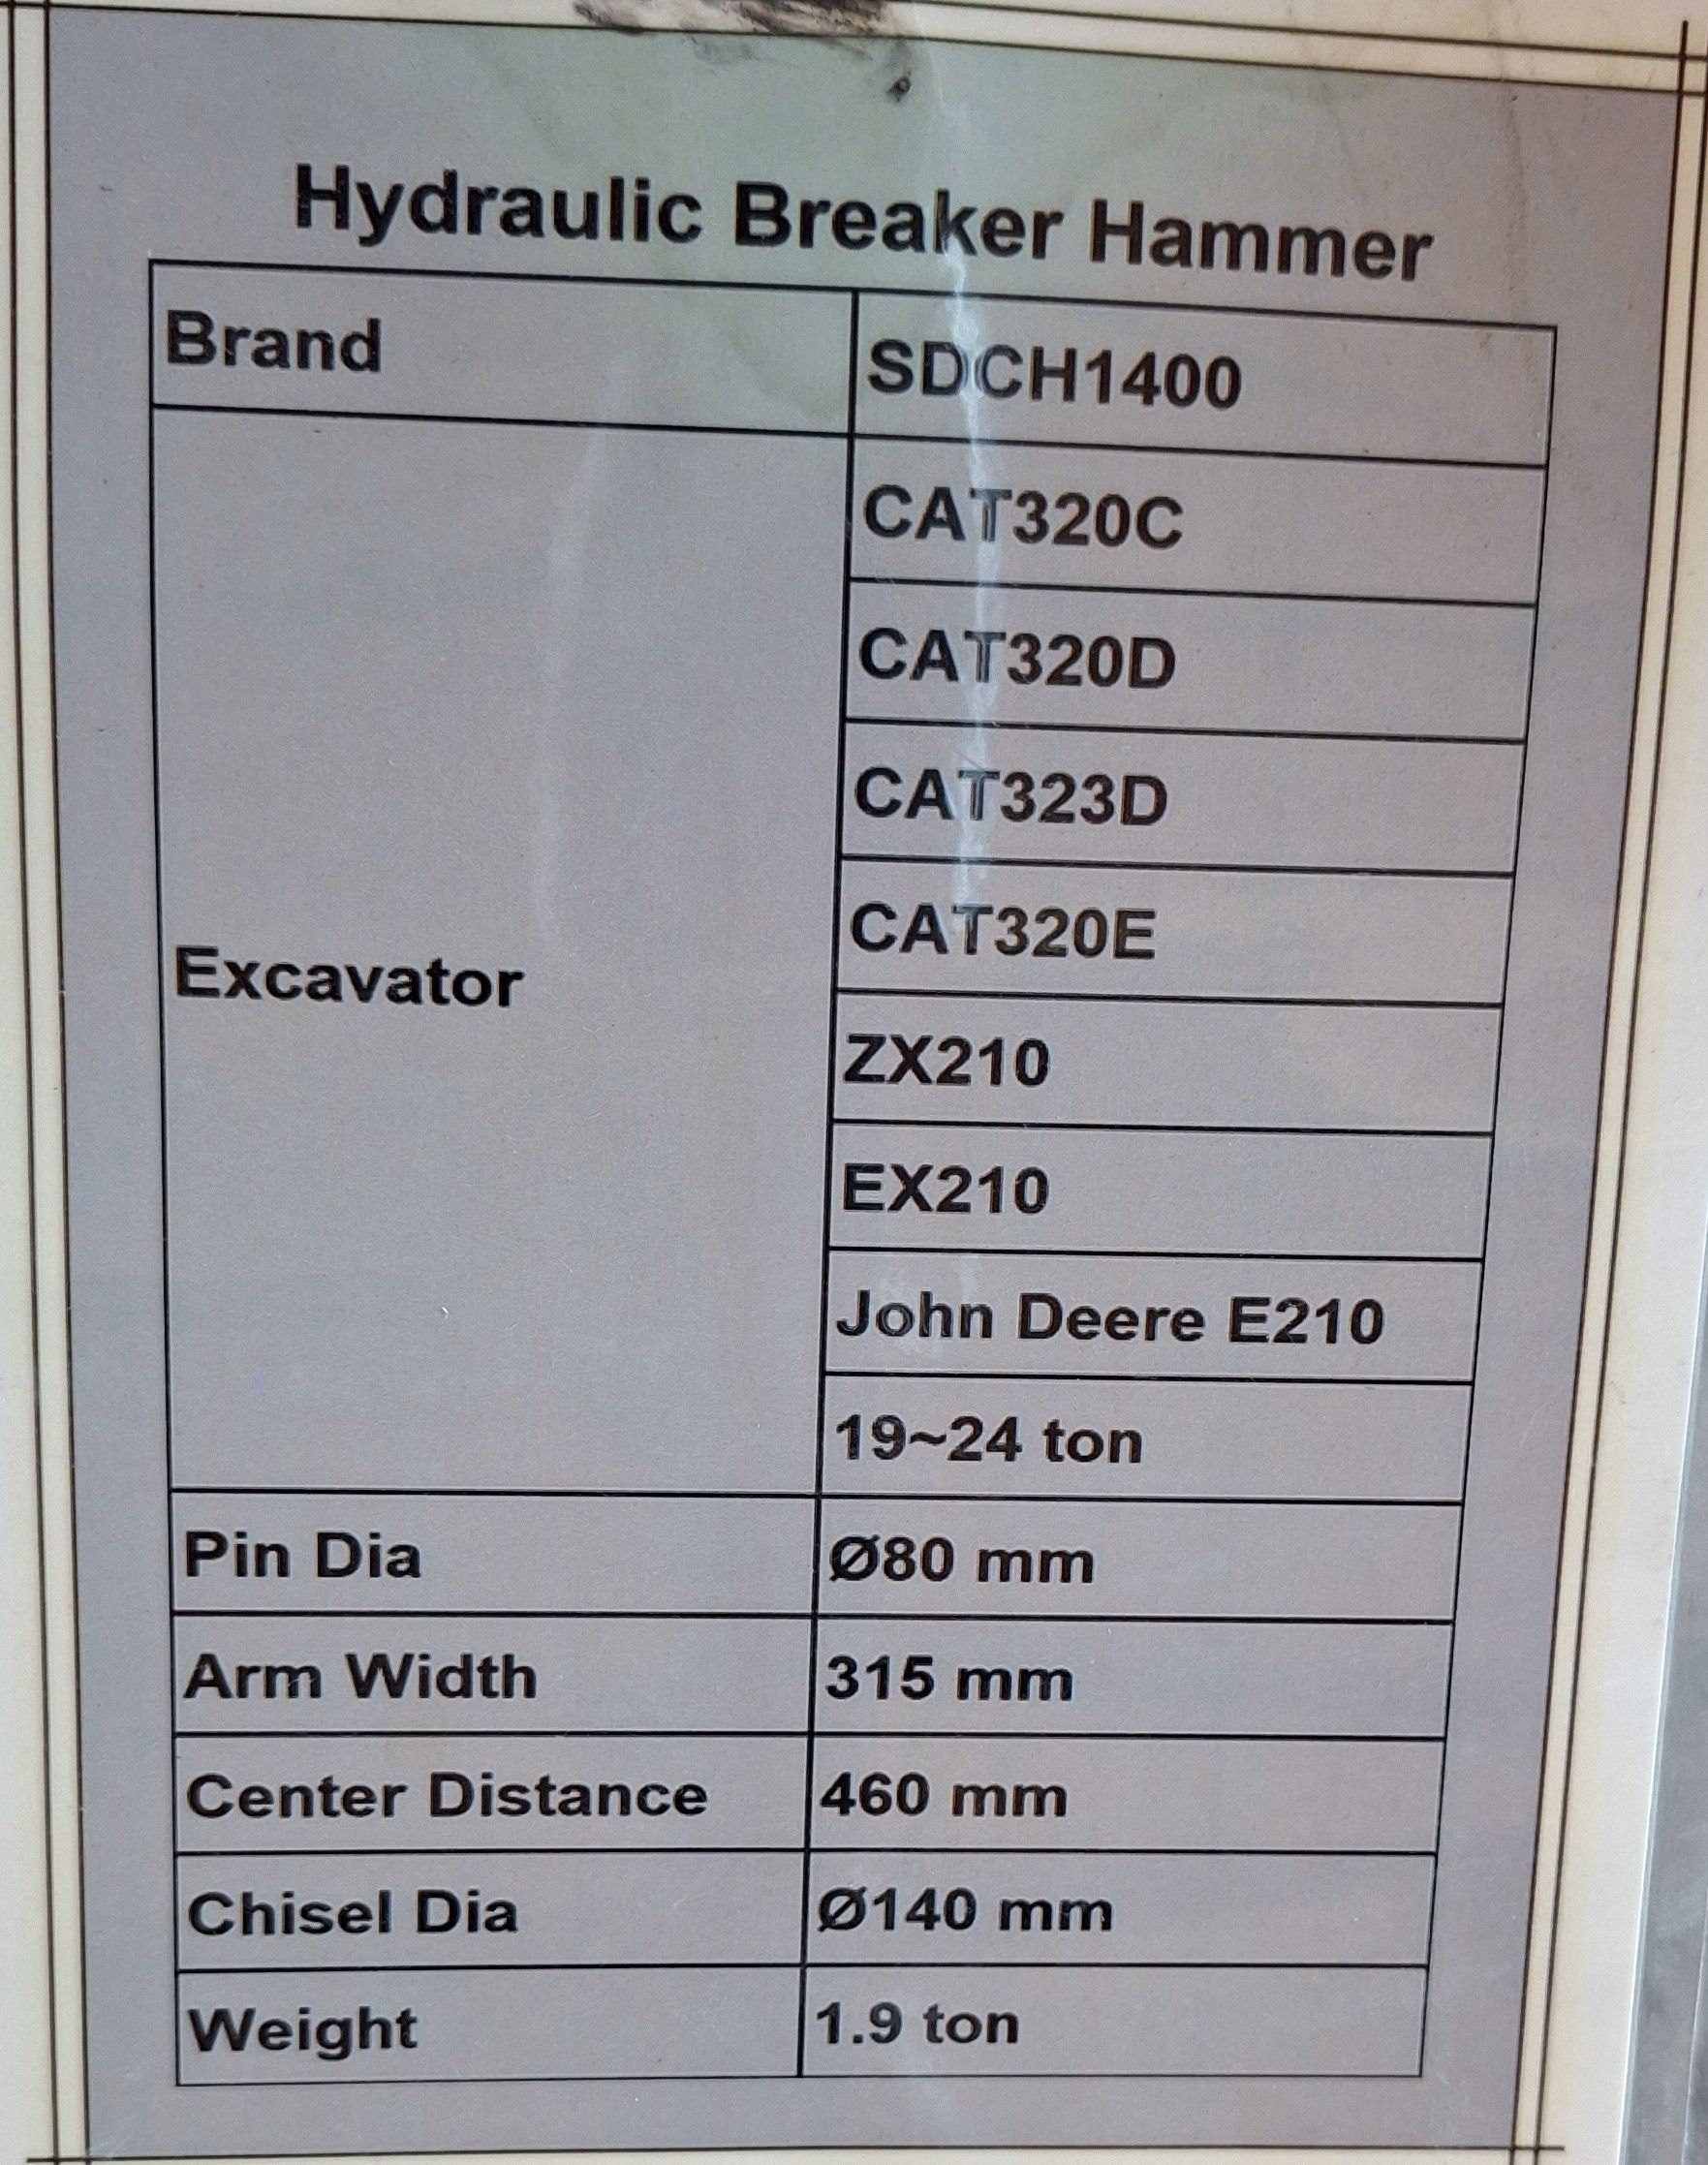 Hydraulic Breaker Hammer
Brand SDCH1400
Excavator
CAT320C
CAT320D
CAT323D
CAT320E
ZX210
EX210
John Deere E210
19~24 ton
Pin Dia Ø80 mm
Arm Width 315 mm
Center Distance 460 mm
Chisel Dia Ø140 mm
Weight 1.9 ton